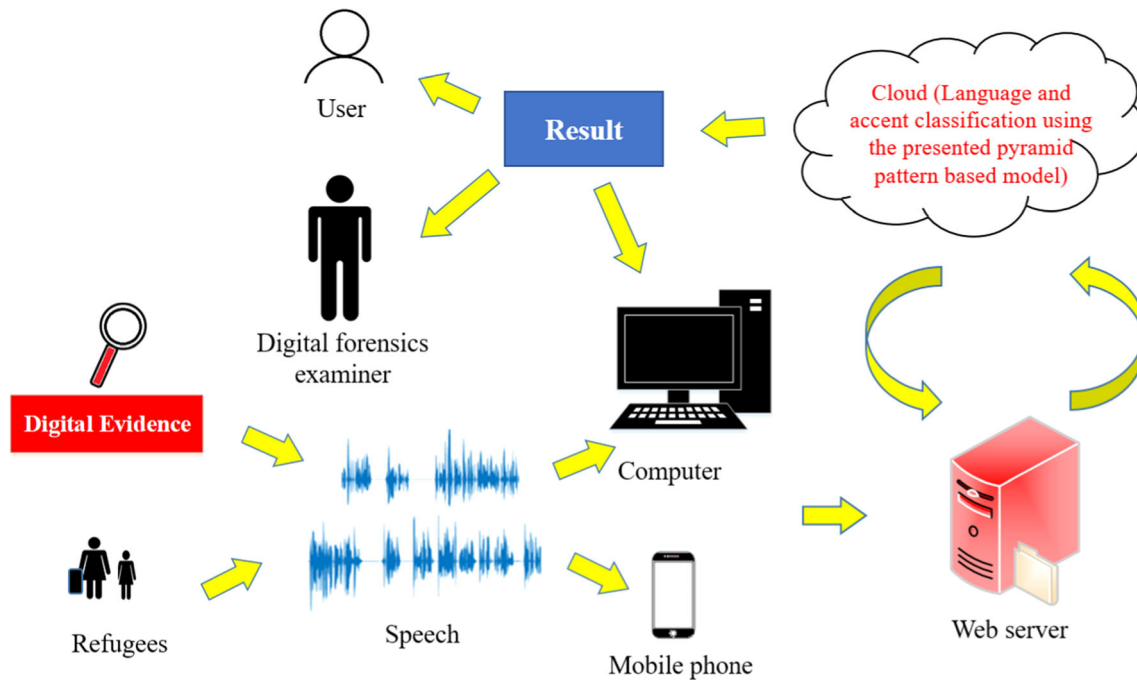 User
Result
Cloud (Language and
accent classification using
the presented pyramid
pattern based model)
Digital forensics
examiner
Digital Evidence
Computer
Refugees
Speech
Mobile phone
Web server